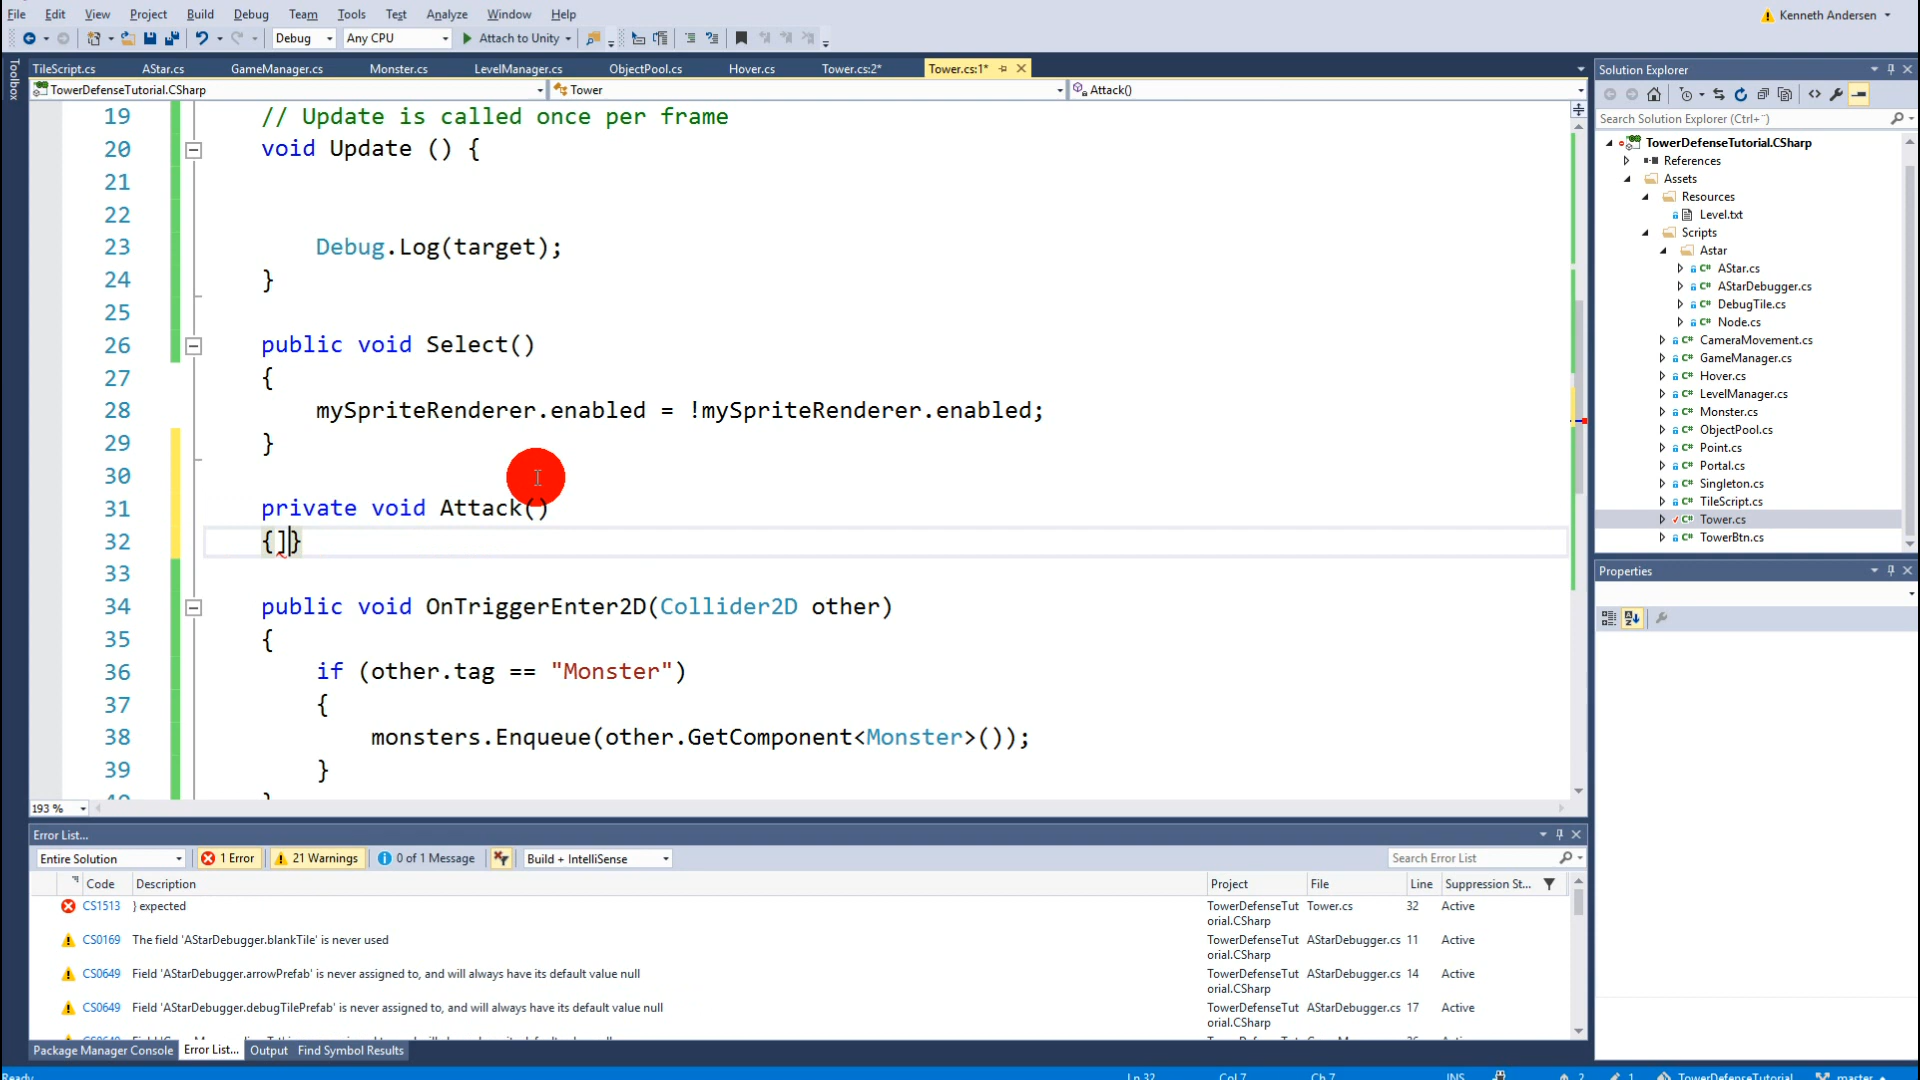 File Edit View Project Build Debug Team Tools Test Analyze Window Help Kenneth Andersen
Debug Any CPU Attach to Unity
TileScript.cs AStar.cs GameManager.cs Monster.cs LevelManager.cs ObjectPool.cs Hover.cs Tower.cs:2* Tower.cs:1*
TowerDefenseTutorial.CSharp Tower Attack()
Toolbox
19 // Update is called once per frame
20 void Update () {
21
22
23 Debug.Log(target);
24 }
25
26 public void Select()
27 {
28 mySpriteRenderer.enabled = !mySpriteRenderer.enabled;
29 }
30
31 private void Attack()
32 {]}
33
34 public void OnTriggerEnter2D(Collider2D other)
35 {
36 if (other.tag == "Monster")
37 {
38 monsters.Enqueue(other.GetComponent<Monster>());
39 }
193 %
Solution Explorer
Search Solution Explorer (Ctrl+¨)
TowerDefenseTutorial.CSharp
References
Assets
Resources
Level.txt
Scripts
Astar
AStar.cs
AStarDebugger.cs
DebugTile.cs
Node.cs
CameraMovement.cs
GameManager.cs
Hover.cs
LevelManager.cs
Monster.cs
ObjectPool.cs
Point.cs
Portal.cs
Singleton.cs
TileScript.cs
Tower.cs
TowerBtn.cs
Properties
Error List...
Entire Solution 1 Error 21 Warnings 0 of 1 Message Build + IntelliSense Search Error List
Code Description Project File Line Suppression St...
CS1513 } expected TowerDefenseTutorial.CSharp Tower.cs 32 Active
CS0169 The field 'AStarDebugger.blankTile' is never used TowerDefenseTutorial.CSharp AStarDebugger.cs 11 Active
CS0649 Field 'AStarDebugger.arrowPrefab' is never assigned to, and will always have its default value null TowerDefenseTutorial.CSharp AStarDebugger.cs 14 Active
CS0649 Field 'AStarDebugger.debugTilePrefab' is never assigned to, and will always have its default value null TowerDefenseTutorial.CSharp AStarDebugger.cs 17 Active
Package Manager Console Error List... Output Find Symbol Results
Ready Ln 32 Col 7 Ch 7 INS 2 1 TowerDefenseTutorial master